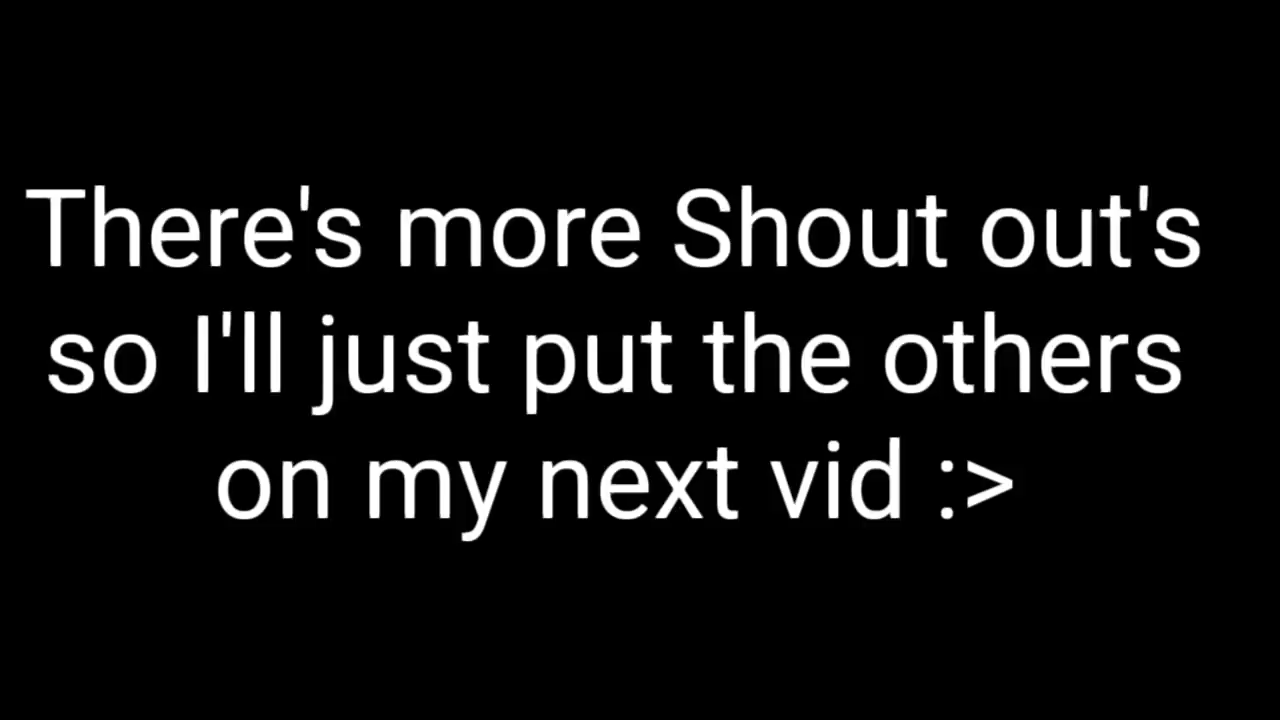 There's more Shout out's
so I'll just put the others
on my next vid :>